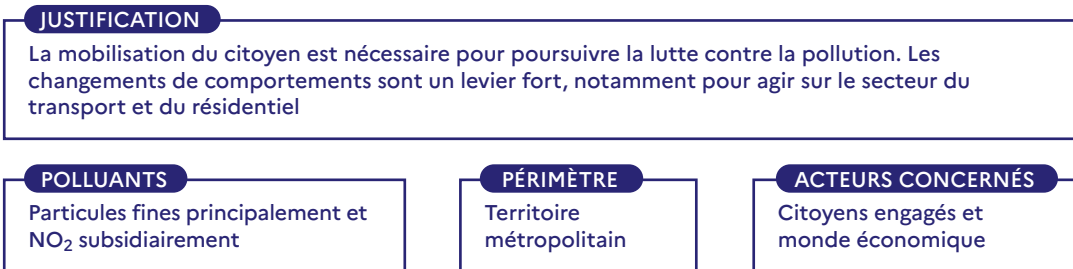 JUSTIFICATION
La mobilisation du citoyen est nécessaire pour poursuivre la lutte contre la pollution. Les
changements de comportements sont un levier fort, notamment pour agir sur le secteur du
transport et du résidentiel
POLLUANTS
Particules fines principalement et
NO₂ subsidiairement
PÉRIMÈTRE
Territoire
métropolitain
ACTEURS CONCERNÉS
Citoyens engagés et
monde économique